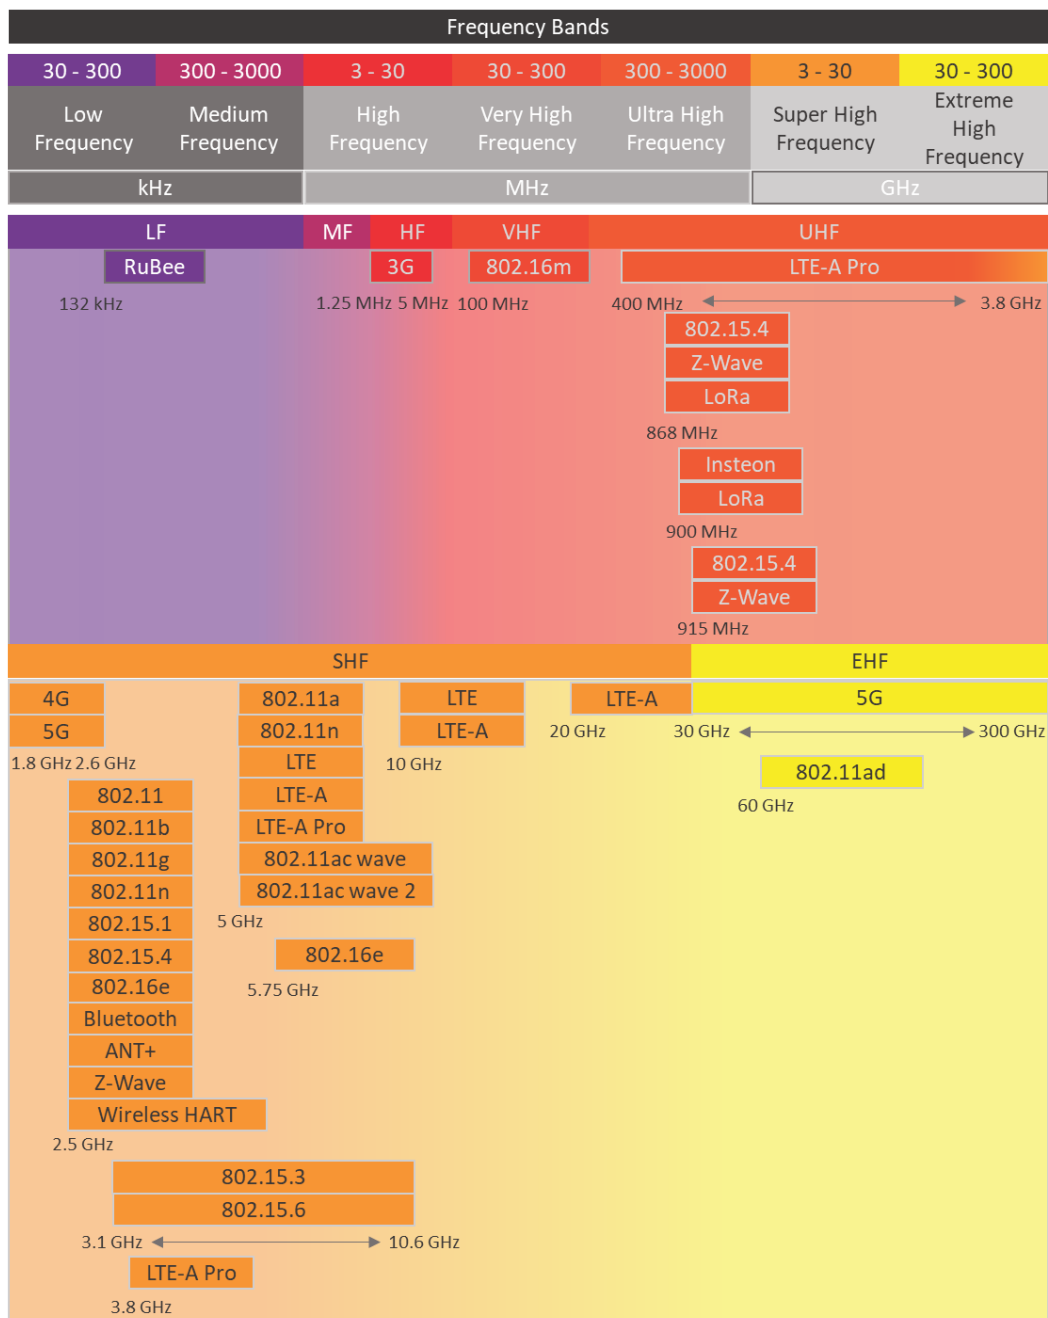 Frequency Bands
30 - 300 300 - 3000 3 - 30 30 - 300 300 - 3000 3 - 30 30 - 300
Low Frequency
Medium Frequency
High Frequency
Very High Frequency
Ultra High Frequency
Super High Frequency
Extreme High Frequency
kHz MHz GHz
LF MF HF VHF UHF
RuBee 3G 802.16m LTE-A Pro
132 kHz 1.25 MHz 5 MHz 100 MHz 400 MHz 3.8 GHz
802.15.4
Z-Wave
LoRa
868 MHz
Insteon
LoRa
900 MHz
802.15.4
Z-Wave
915 MHz
SHF EHF
4G 802.11a LTE LTE-A 5G
5G 802.11n LTE-A 20 GHz 30 GHz 300 GHz
1.8 GHz 2.6 GHz LTE 10 GHz 802.11ad
802.11 LTE-A 60 GHz
802.11b LTE-A Pro
802.11g 802.11ac wave
802.11n 802.11ac wave 2
802.15.1 5 GHz
802.15.4 802.16e
802.16e 5.75 GHz
Bluetooth
ANT+
Z-Wave
Wireless HART
2.5 GHz
802.15.3
802.15.6
3.1 GHz 10.6 GHz
LTE-A Pro
3.8 GHz